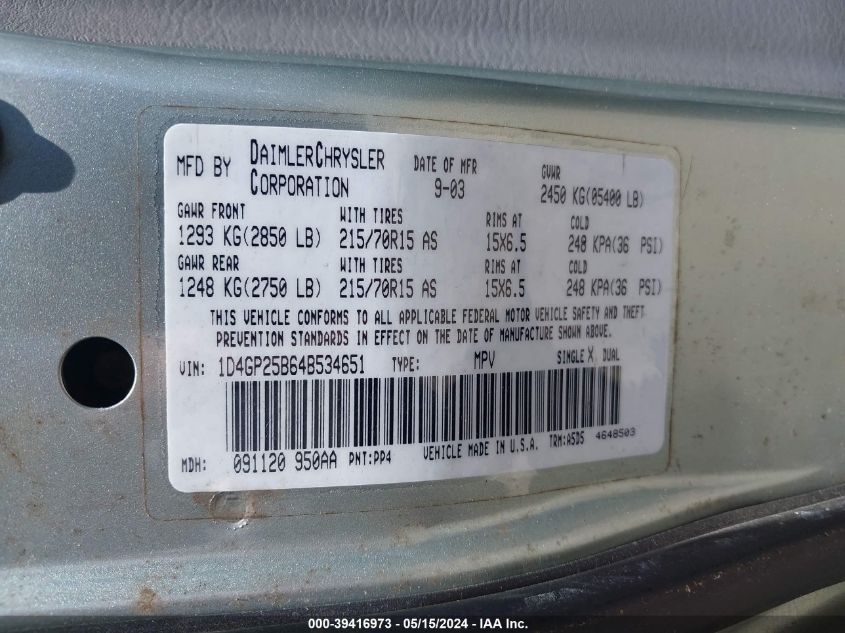 MFD BY DAIMLERCHRYSLER CORPORATION DATE OF MFR 9-03 GVWR 2450 KG(05400 LB)
GAWR FRONT WITH TIRES RIMS AT COLD
1293 KG(2850 LB) 215/70R15 AS 15X6.5 248 KPA(36 PSI)
GAWR REAR WITH TIRES RIMS AT COLD
1248 KG(2750 LB) 215/70R15 AS 15X6.5 248 KPA(36 PSI)
THIS VEHICLE CONFORMS TO ALL APPLICABLE FEDERAL MOTOR VEHICLE SAFETY AND THEFT
PREVENTION STANDARDS IN EFFECT ON THE DATE OF MANUFACTURE SHOWN ABOVE.
VIN: 1D4GP25B64B534651 TYPE: MPV SINGLE X DUAL
MDH: 091120 950AA PNT:PP4 VEHICLE MADE IN U.S.A. TRM:ASD5 4648503
000-39416973 - 05/15/2024 - IAA Inc.